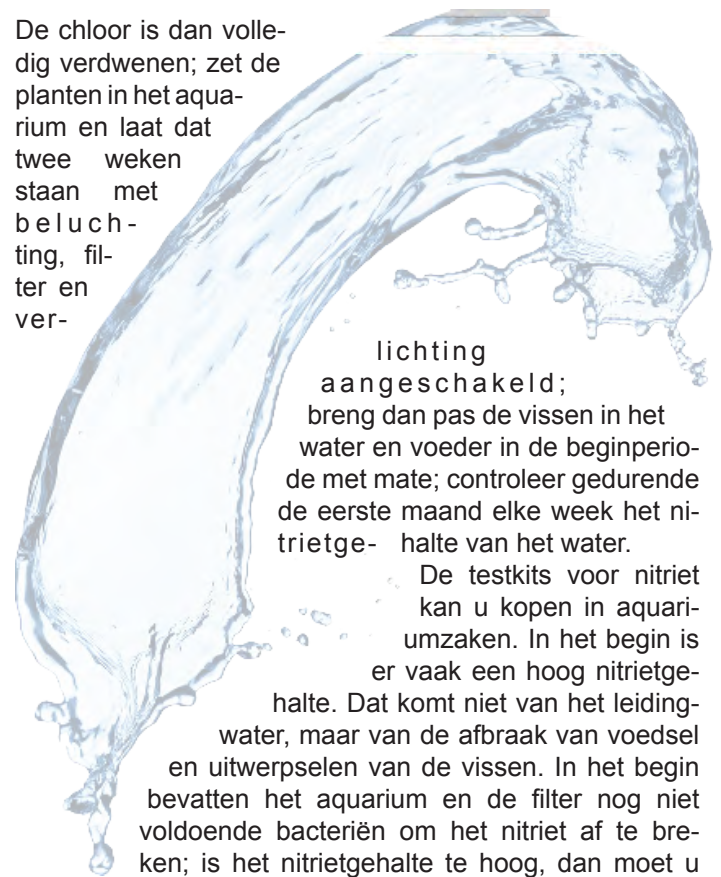 De chloor is dan volle-
dig verdwenen; zet de
planten in het aqua-
rium en laat dat
twee weken
staan met
beluch-
ting, fil-
ter en
ver-
lichting
aangeschakeld;
breng dan pas de vissen in het
water en voeder in de beginperio-
de met mate; controleer gedurende
de eerste maand elke week het ni-
trietge- halte van het water.
De testkits voor nitriet
kan u kopen in aquari-
umzaken. In het begin is
er vaak een hoog nitrietge-
halte. Dat komt niet van het leiding-
water, maar van de afbraak van voedsel
en uitwerpselen van de vissen. In het begin
bevatten het aquarium en de filter nog niet
voldoende bacteriën om het nitriet af te bre-
ken; is het nitrietgehalte te hoog, dan moet u